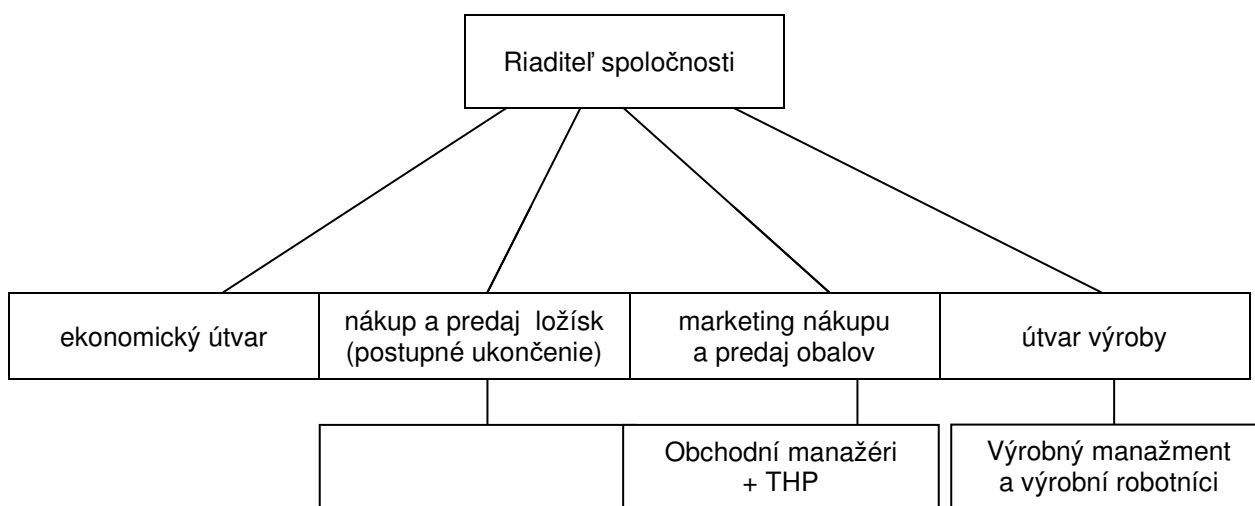 Riaditeľ spoločnosti
ekonomický útvar
nákup a predaj ložísk
(postupné ukončenie)
marketing nákupu
a predaj obalov
útvar výroby
Obchodní manažéri
+ THP
Výrobný manažment
a výrobní robotníci